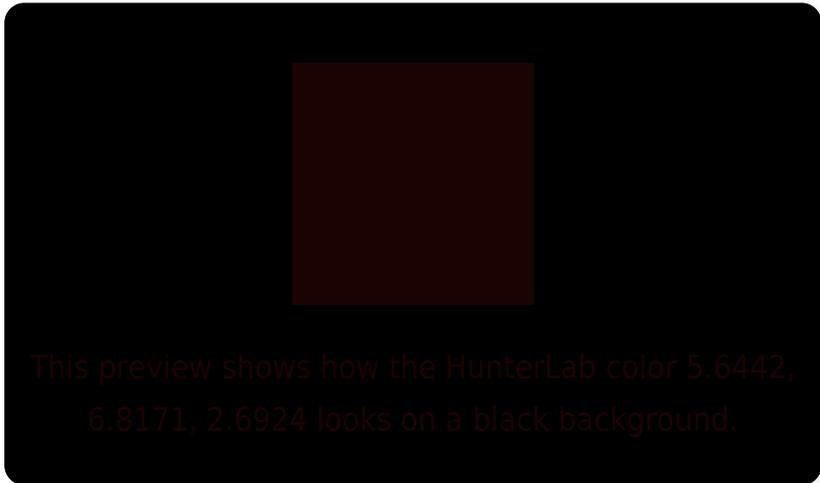 This preview shows how the HunterLab color 5.6442,
6.8171, 2.6924 looks on a black background.